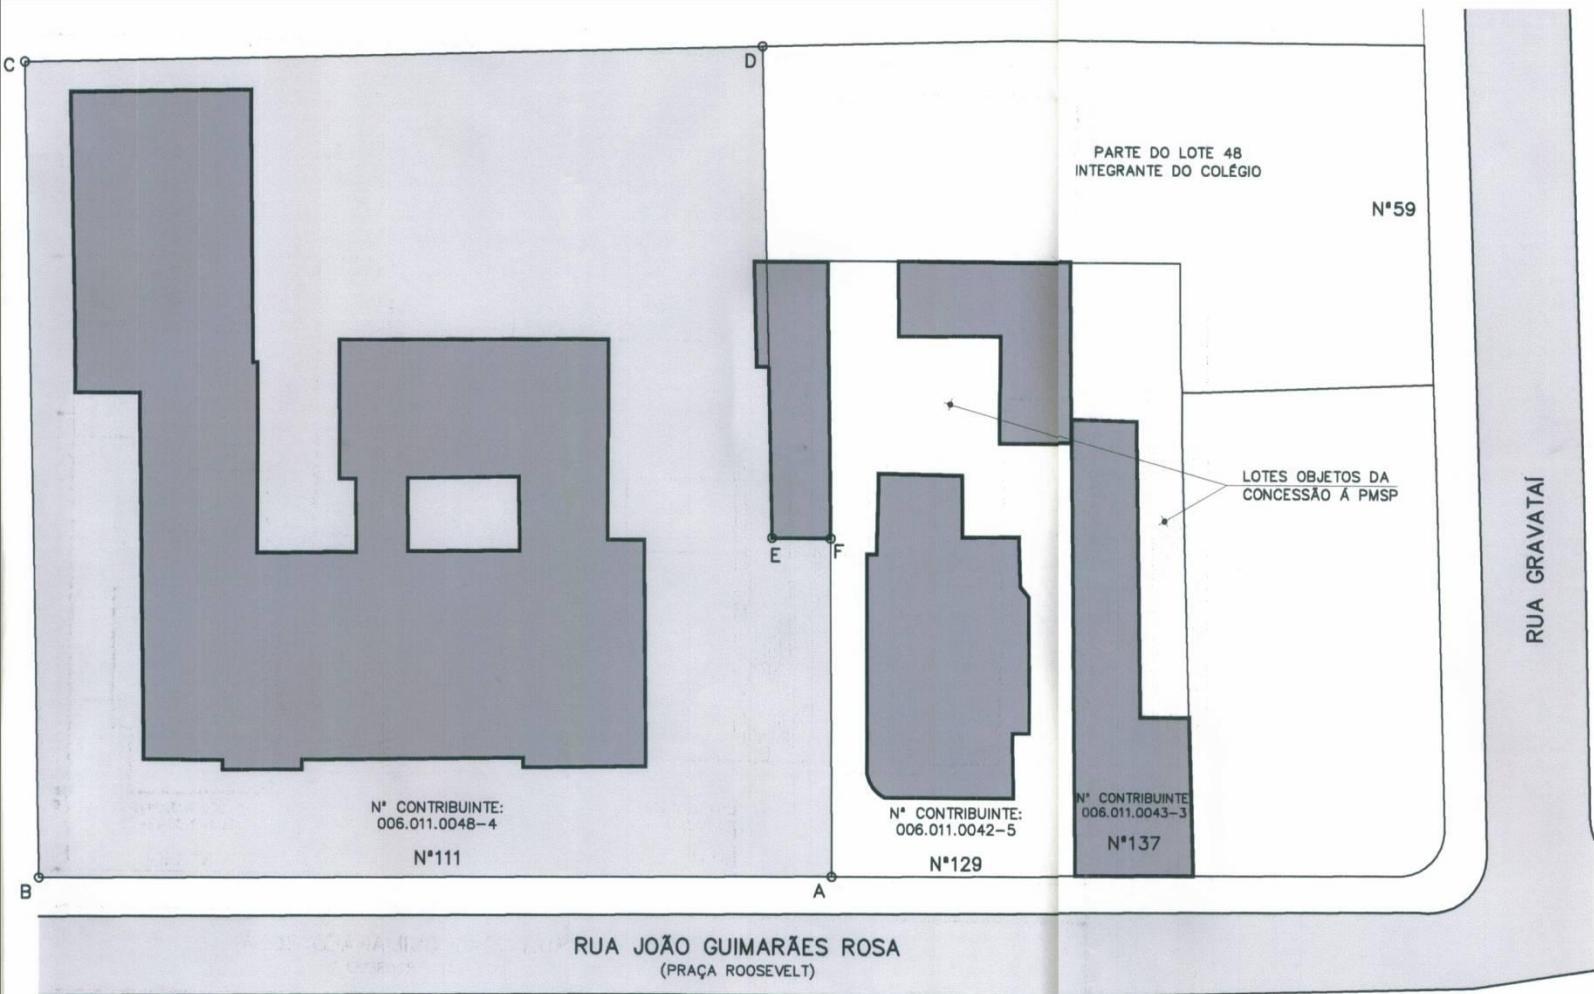 C
D
PARTE DO LOTE 48
INTEGRANTE DO COLÉGIO
N°59
LOTES OBJETOS DA
CONCESSÃO Á PMSP
RUA GRAVATAÍ
E
F
N° CONTRIBUINTE:
006.011.0048-4
N°111
N° CONTRIBUINTE:
006.011.0042-5
N°129
N° CONTRIBUINTE
006.011.0043-3
N°137
B
A
RUA JOÃO GUIMARÃES ROSA
(PRAÇA ROOSEVELT)